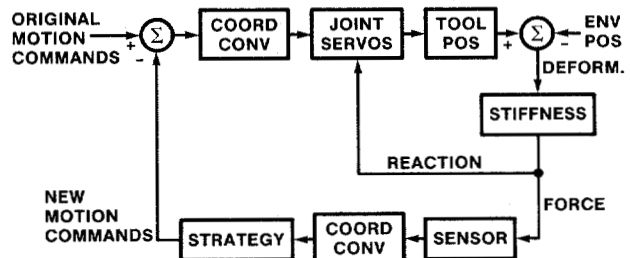 ORIGINAL
MOTION
COMMANDS
+
-
Σ
COORD
CONV
JOINT
SERVOS
TOOL
POS
+
Σ
-
ENV
POS
DEFORM.
STIFFNESS
REACTION
FORCE
NEW
MOTION
COMMANDS
STRATEGY
COORD
CONV
SENSOR